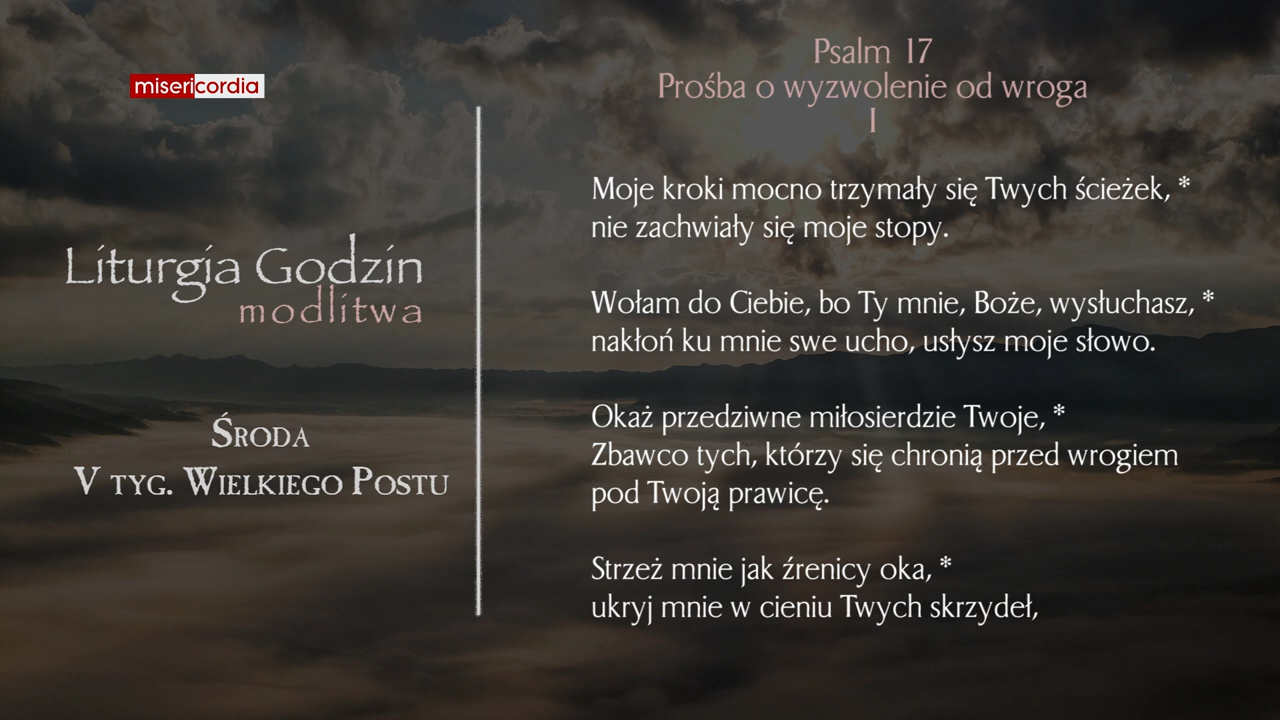 misericordia
Liturgia Godzin
modlitwa
Środa
V tyg. Wielkiego Postu
Psalm 17
Prośba o wyzwolenie od wroga
I
Moje kroki mocno trzymały się Twych ścieżek, *
nie zachwiały się moje stopy.
Wołam do Ciebie, bo Ty mnie, Boże, wysłuchasz, *
nakłoń ku mnie swe ucho, usłysz moje słowo.
Okaż przedziwne miłosierdzie Twoje, *
Zbawco tych, którzy się chronią przed wrogiem
pod Twoją prawicę.
Strzeż mnie jak źrenicy oka, *
ukryj mnie w cieniu Twych skrzydeł,